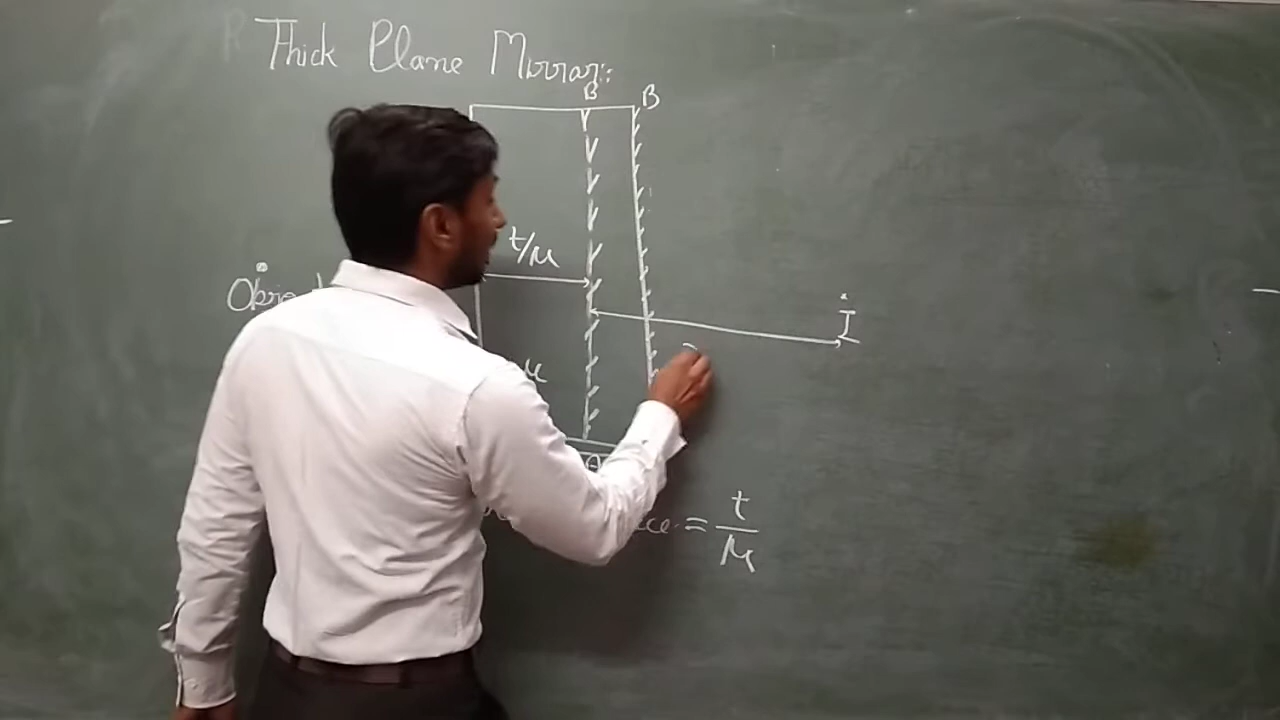 Thick Plane Mirror:
B B
t/μ
I
μ
= t/μ